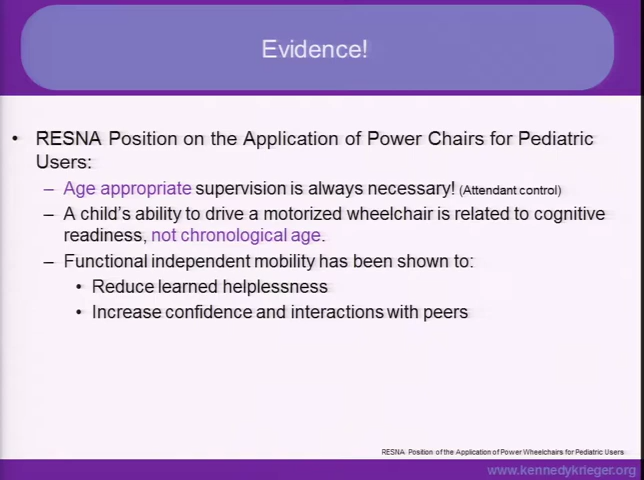 Evidence!
• RESNA Position on the Application of Power Chairs for Pediatric
Users:
– Age appropriate supervision is always necessary! (Attendant control)
– A child's ability to drive a motorized wheelchair is related to cognitive
readiness, not chronological age.
– Functional independent mobility has been shown to:
• Reduce learned helplessness
• Increase confidence and interactions with peers
RESNA Position of the Application of Power Wheelchairs for Pediatric Users
www.kennedykrieger.org